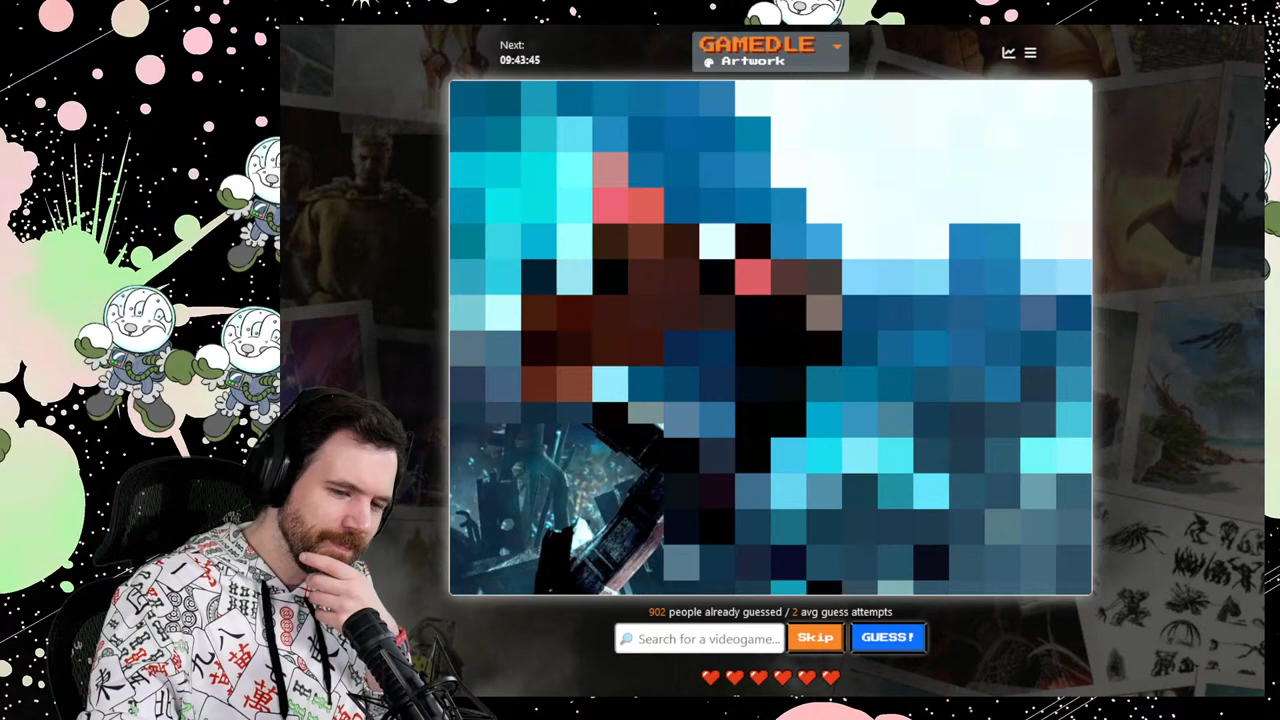 Next:
09:43:45
GAMEDLE
Artwork
902 people already guessed / 2 avg guess attempts
Search for a videogame...
Skip
GUESS!